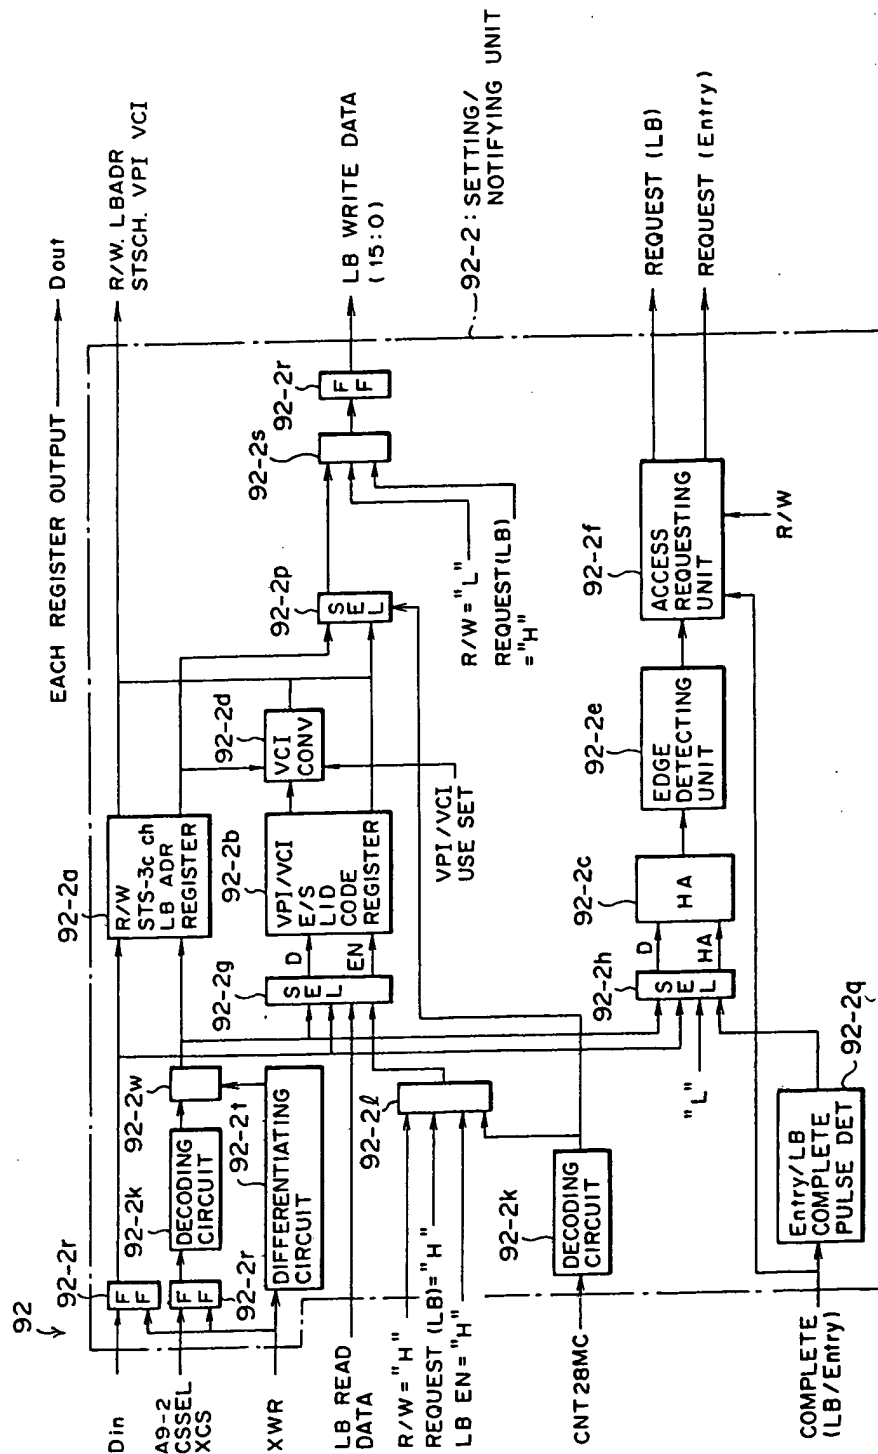 92
Din
A9-2
CSSEL
XCS
XWR
LB READ
DATA
R/W="H"
REQUEST (LB)="H"
LB EN="H"
CNT28MC
COMPLETE
(LB/Entry)
92-2r
FF
FF
92-2r
92-2k
DECODING
CIRCUIT
92-2w
92-2t
DIFFERENTIATING
CIRCUIT
92-2ℓ
92-2k
DECODING
CIRCUIT
"L"
Entry/LB
COMPLETE
PULSE DET
92-2q
92-2a
R/W
STS-3c ch
LB ADR
REGISTER
92-2g
SEL
D
EN
92-2b
VPI/VCI
E/S
LID
CODE
REGISTER
92-2d
VCI
CONV
VPI/VCI
USE SET
92-2h
SEL
D
HA
92-2c
HA
92-2e
EDGE
DETECTING
UNIT
92-2f
ACCESS
REQUESTING
UNIT
R/W
92-2p
SEL
92-2s
92-2r
FF
R/W="L"
REQUEST(LB)
="H"
EACH REGISTER OUTPUT
Dout
R/W. LBADR
STSCH. VPI VCI
LB WRITE DATA
(15:0)
92-2: SETTING/
NOTIFYING UNIT
REQUEST (LB)
REQUEST (Entry)